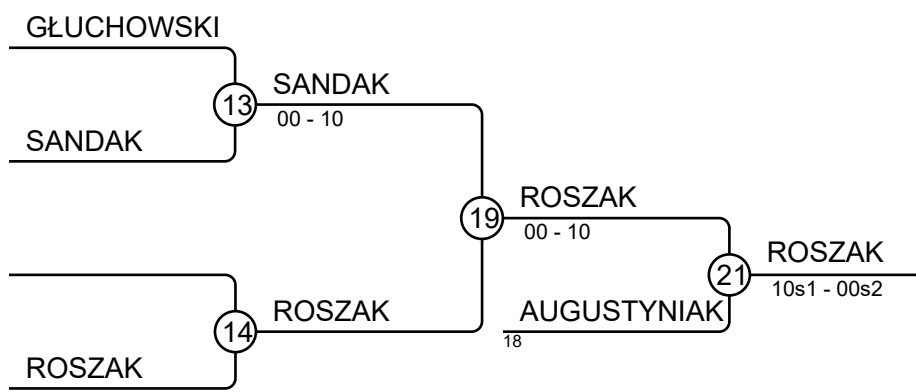 GŁUCHOWSKI
13
SANDAK
00 - 10
SANDAK
19
ROSZAK
00 - 10
21
ROSZAK
10s1 - 00s2
14
ROSZAK
AUGUSTYNIAK
18
ROSZAK